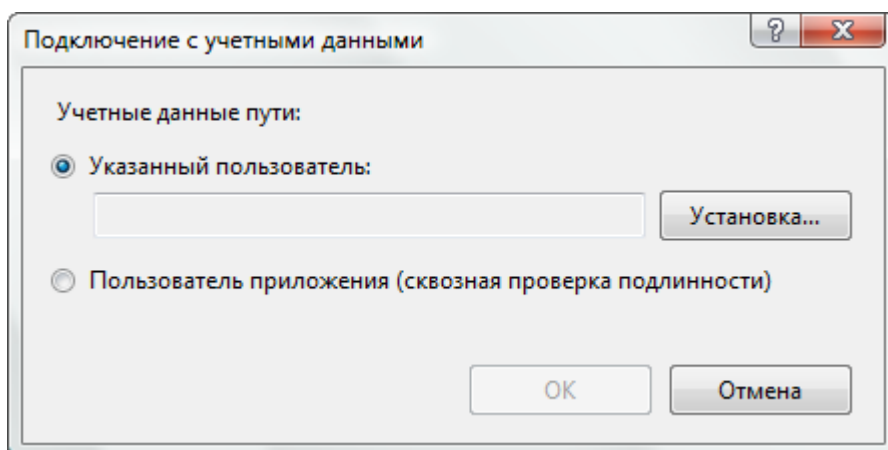 Подключение с учетными данными
Учетные данные пути:
Указанный пользователь:
Установка...
Пользователь приложения (сквозная проверка подлинности)
OK
Отмена